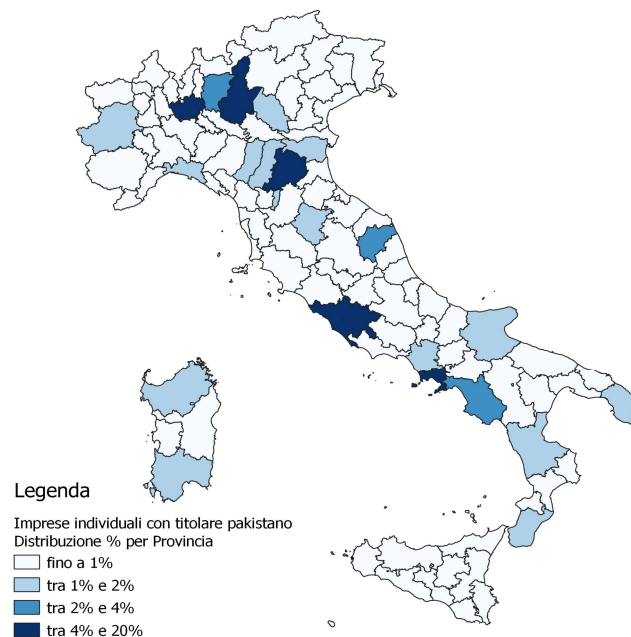 Legenda
Imprese individuali con titolare pakistano
Distribuzione % per Provincia
fino a 1%
tra 1% e 2%
tra 2% e 4%
tra 4% e 20%